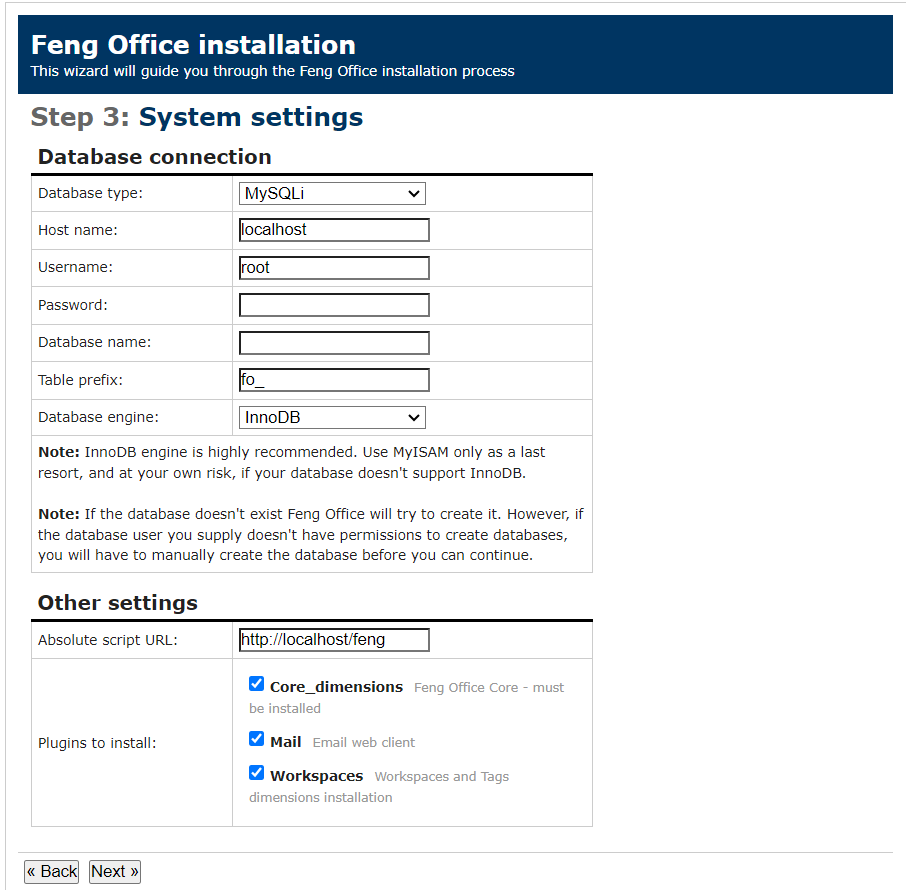 Feng Office installation
This wizard will guide you through the Feng Office installation process
Step 3: System settings
Database connection
Database type: MySQLi
Host name: localhost
Username: root
Password:
Database name:
Table prefix: fo_
Database engine: InnoDB
Note: InnoDB engine is highly recommended. Use MyISAM only as a last
resort, and at your own risk, if your database doesn't support InnoDB.
Note: If the database doesn't exist Feng Office will try to create it. However, if
the database user you supply doesn't have permissions to create databases,
you will have to manually create the database before you can continue.
Other settings
Absolute script URL: http://localhost/feng
Plugins to install:
Core_dimensions Feng Office Core - must
be installed
Mail Email web client
Workspaces Workspaces and Tags
dimensions installation
« Back Next »